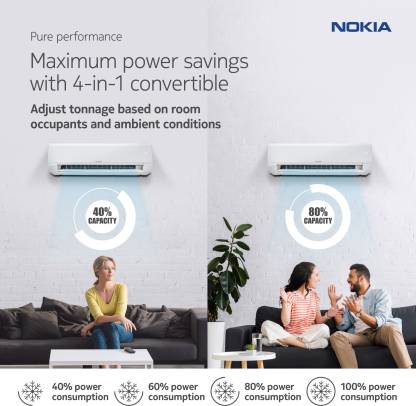 NOKIA
Pure performance
Maximum power savings
with 4-in-1 convertible
Adjust tonnage based on room
occupants and ambient conditions
40%
CAPACITY
80%
CAPACITY
40% power
consumption
60% power
consumption
80% power
consumption
100% power
consumption